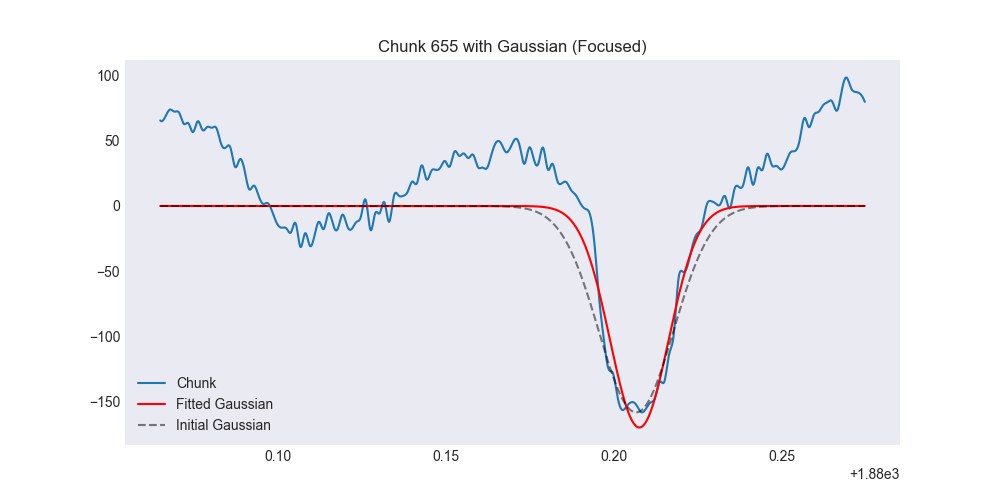 Chunk 655 with Gaussian (Focused)
100
50
0
−50
−100
−150
Chunk
Fitted Gaussian
Initial Gaussian
0.10 0.15 0.20 0.25
+1.88e3